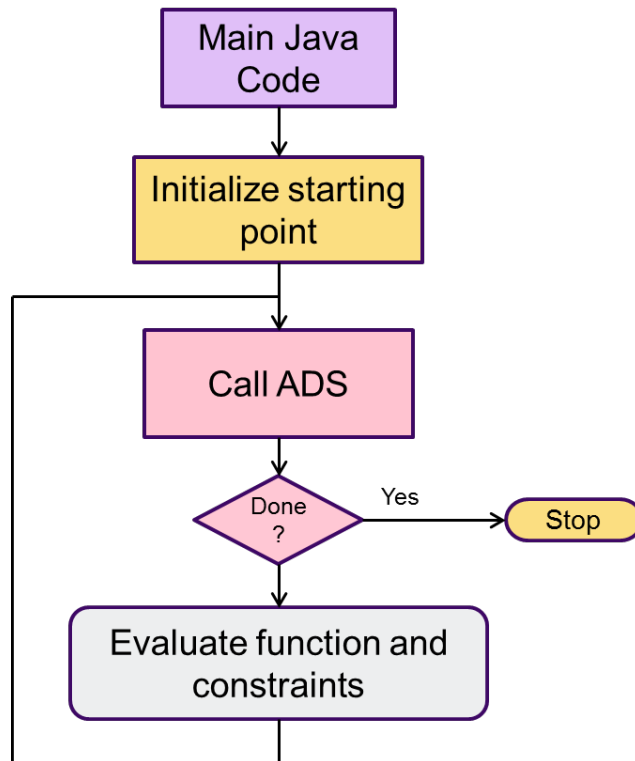 Main Java
Code
Initialize starting
point
Call ADS
Done
?
Yes
Stop
Evaluate function and
constraints